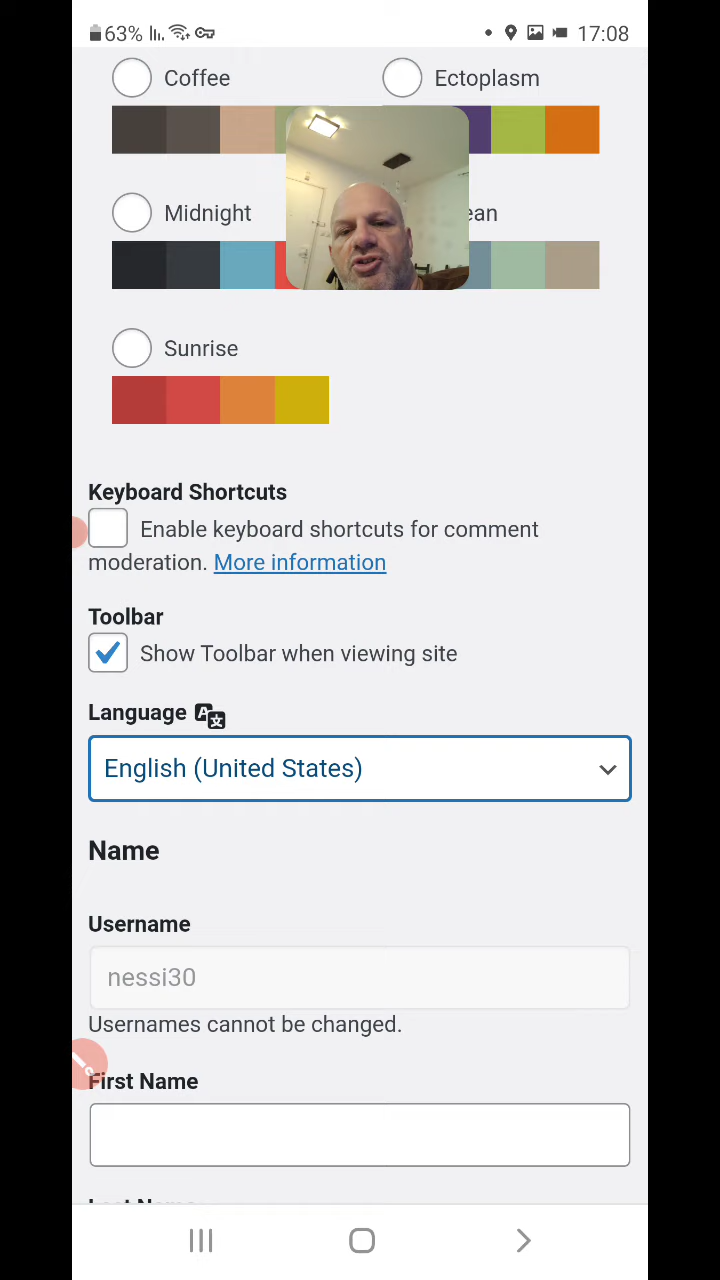 63% 17:08
Coffee Ectoplasm
Midnight ean
Sunrise
Keyboard Shortcuts
Enable keyboard shortcuts for comment
moderation. More information
Toolbar
Show Toolbar when viewing site
Language
English (United States)
Name
Username
nessi30
Usernames cannot be changed.
First Name